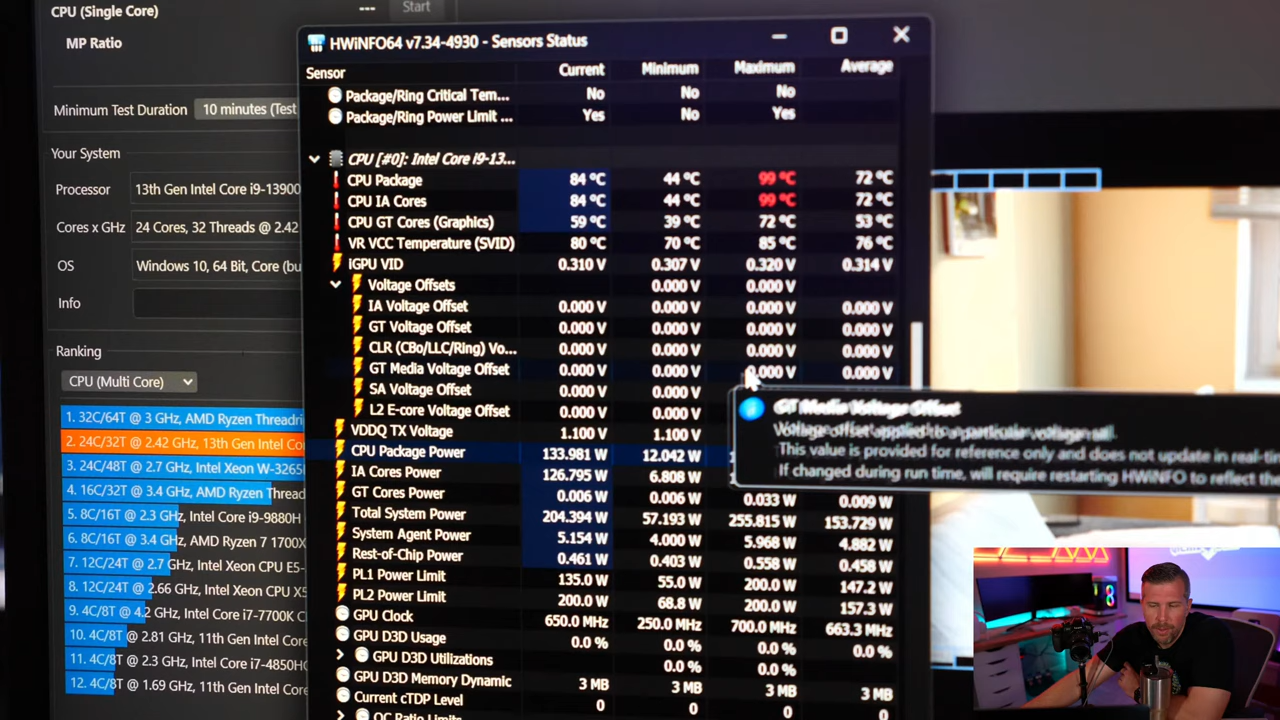 CPU (Single Core) --- Start
MP Ratio
Minimum Test Duration 10 minutes (Test
Your System
Processor 13th Gen Intel Core i9-13900
Cores x GHz 24 Cores, 32 Threads @ 2.42
OS Windows 10, 64 Bit, Core (bu
Info
Ranking
CPU (Multi Core)
1. 32C/64T @ 3 GHz, AMD Ryzen Threadri
2. 24C/32T @ 2.42 GHz, 13th Gen Intel Co
3. 24C/48T @ 2.7 GHz, Intel Xeon W-3265
4. 16C/32T @ 3.4 GHz, AMD Ryzen Thread
5. 8C/16T @ 2.3 GHz, Intel Core i9-9880H
6. 8C/16T @ 3.4 GHz, AMD Ryzen 7 1700X
7. 12C/24T @ 2.7 GHz, Intel Xeon CPU E5-
8. 12C/24T @ 2.66 GHz, Intel Xeon CPU X5
9. 4C/8T @ 4.2 GHz, Intel Core i7-7700K C
10. 4C/8T @ 2.81 GHz, 11th Gen Intel Core
11. 4C/8T @ 2.3 GHz, Intel Core i7-4850HQ
12. 4C/8T @ 1.69 GHz, 11th Gen Intel Core
HWiNFO64 v7.34-4930 - Sensors Status
Sensor Current Minimum Maximum Average
Package/Ring Critical Tem... No No No
Package/Ring Power Limit ... Yes No Yes
CPU [#0]: Intel Core i9-13...
CPU Package 84 °C 44 °C 99 °C 72 °C
CPU IA Cores 84 °C 44 °C 99 °C 72 °C
CPU GT Cores (Graphics) 59 °C 39 °C 72 °C 53 °C
VR VCC Temperature (SVID) 80 °C 70 °C 85 °C 76 °C
iGPU VID 0.310 V 0.307 V 0.320 V 0.314 V
Voltage Offsets 0.000 V 0.000 V
IA Voltage Offset 0.000 V 0.000 V 0.000 V 0.000 V
GT Voltage Offset 0.000 V 0.000 V 0.000 V 0.000 V
CLR (CBo/LLC/Ring) Vo... 0.000 V 0.000 V 0.000 V 0.000 V
GT Media Voltage Offset 0.000 V 0.000 V 0.000 V 0.000 V
SA Voltage Offset 0.000 V 0.000 V
L2 E-core Voltage Offset 0.000 V 0.000 V
VDDQ TX Voltage 1.100 V 1.100 V
CPU Package Power 133.981 W 12.042 W
IA Cores Power 126.795 W 6.808 W
GT Cores Power 0.006 W 0.006 W 0.033 W 0.009 W
Total System Power 204.394 W 57.193 W 255.815 W 153.729 W
System Agent Power 5.154 W 4.000 W 5.968 W 4.882 W
Rest-of-Chip Power 0.461 W 0.403 W 0.558 W 0.458 W
PL1 Power Limit 135.0 W 55.0 W 200.0 W 147.2 W
PL2 Power Limit 200.0 W 68.8 W 200.0 W 157.3 W
GPU Clock 650.0 MHz 250.0 MHz 700.0 MHz 663.3 MHz
GPU D3D Usage 0.0 % 0.0 % 0.0 % 0.0 %
GPU D3D Utilizations 0.0 % 0.0 %
GPU D3D Memory Dynamic 3 MB 3 MB 3 MB 3 MB
Current cTDP Level 0 0 0 0
OC Ratio Limits
GT Media Voltage Offset
Voltage offset applied to a particular voltage rail.
This value is provided for reference only and does not update in real-tim
If changed during run time, will require restarting HWiNFO to reflect the